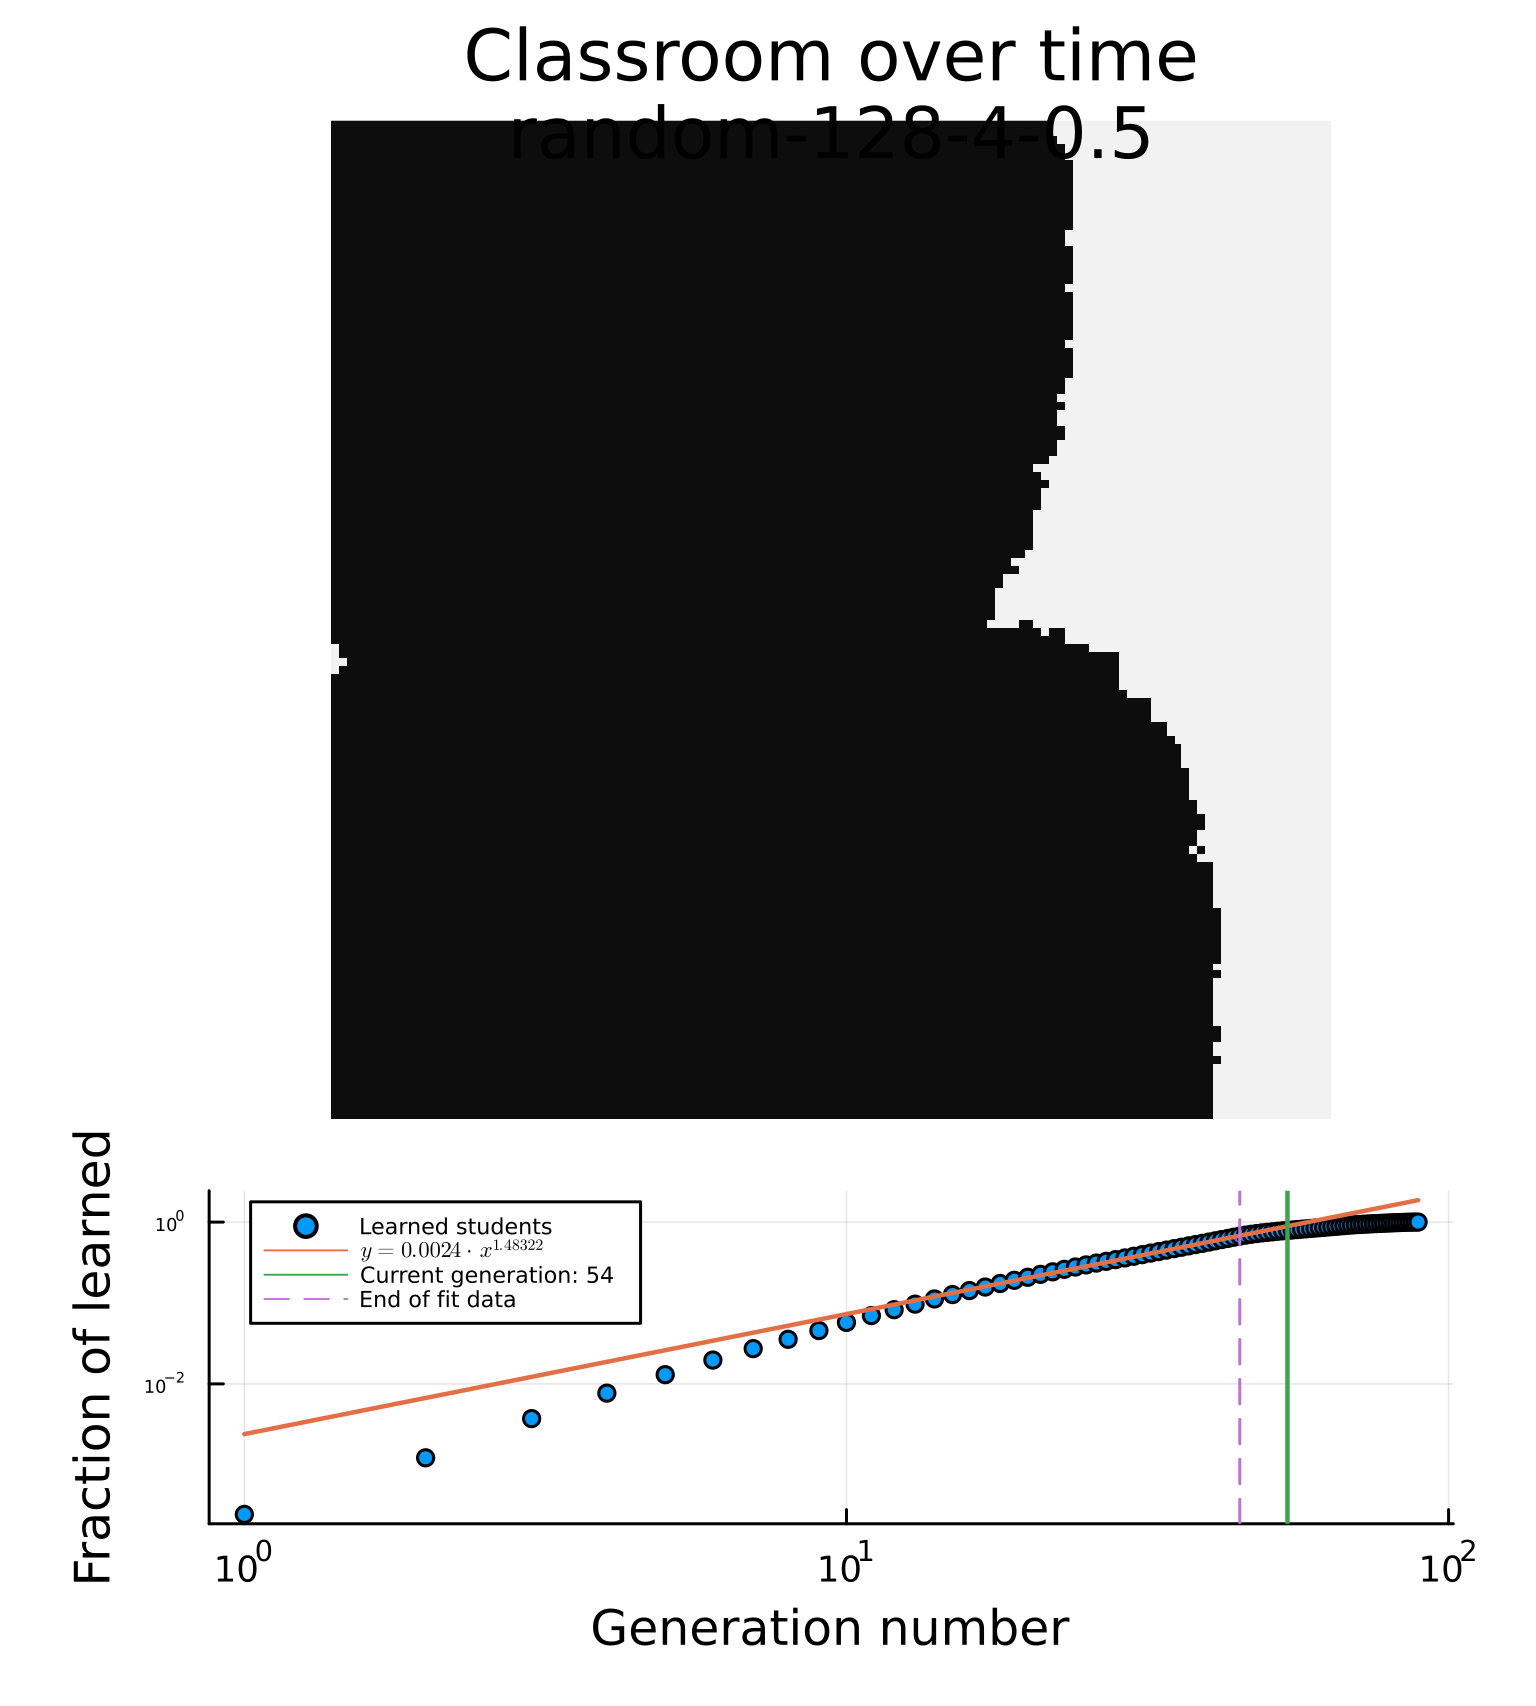 Classroom over time
random-128-4-0.5
Fraction of learned
10^0
10^-2
Learned students
y = 0.0024 · x^1.48322
Current generation: 54
End of fit data
10^0
10^1
10^2
Generation number